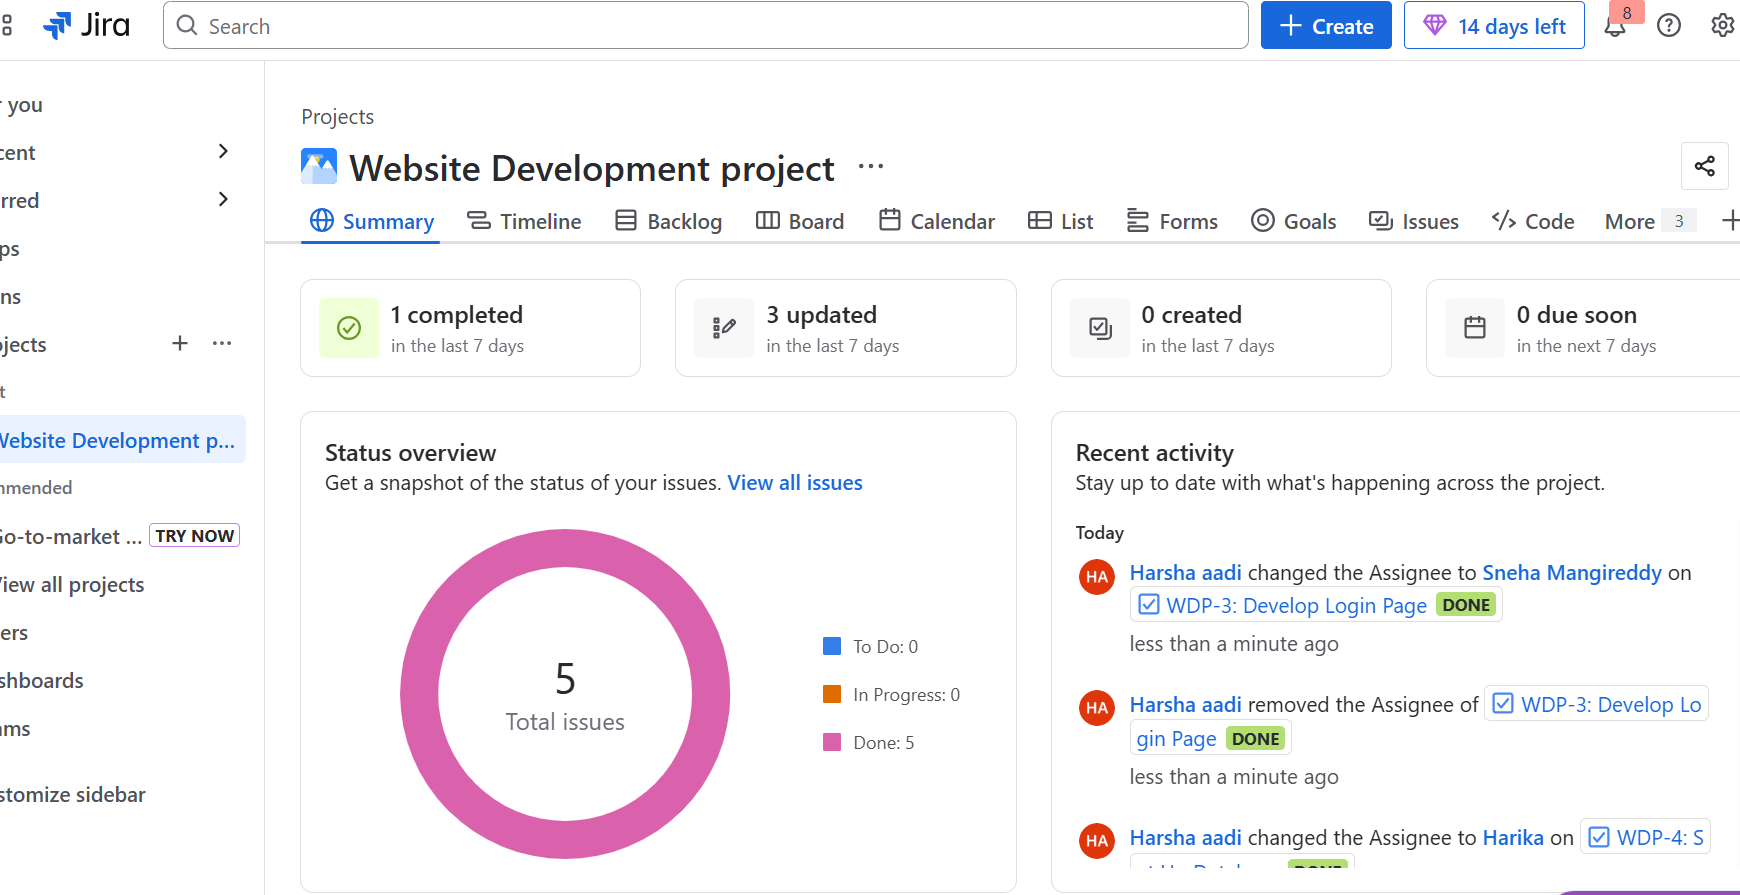 Jira
Search
Create
14 days left
8
r you
cent
rred
ps
ns
ojects
t
Website Development p...
mmended
Go-to-market ... TRY NOW
View all projects
ers
shboards
ms
stomize sidebar
Projects
Website Development project
Summary Timeline Backlog Board Calendar List Forms Goals Issues Code More 3
1 completed
in the last 7 days
3 updated
in the last 7 days
0 created
in the last 7 days
0 due soon
in the next 7 days
Status overview
Get a snapshot of the status of your issues. View all issues
5
Total issues
To Do: 0
In Progress: 0
Done: 5
Recent activity
Stay up to date with what's happening across the project.
Today
HA
Harsha aadi changed the Assignee to Sneha Mangireddy on
WDP-3: Develop Login Page DONE
less than a minute ago
HA
Harsha aadi removed the Assignee of WDP-3: Develop Lo
gin Page DONE
less than a minute ago
HA
Harsha aadi changed the Assignee to Harika on WDP-4: S